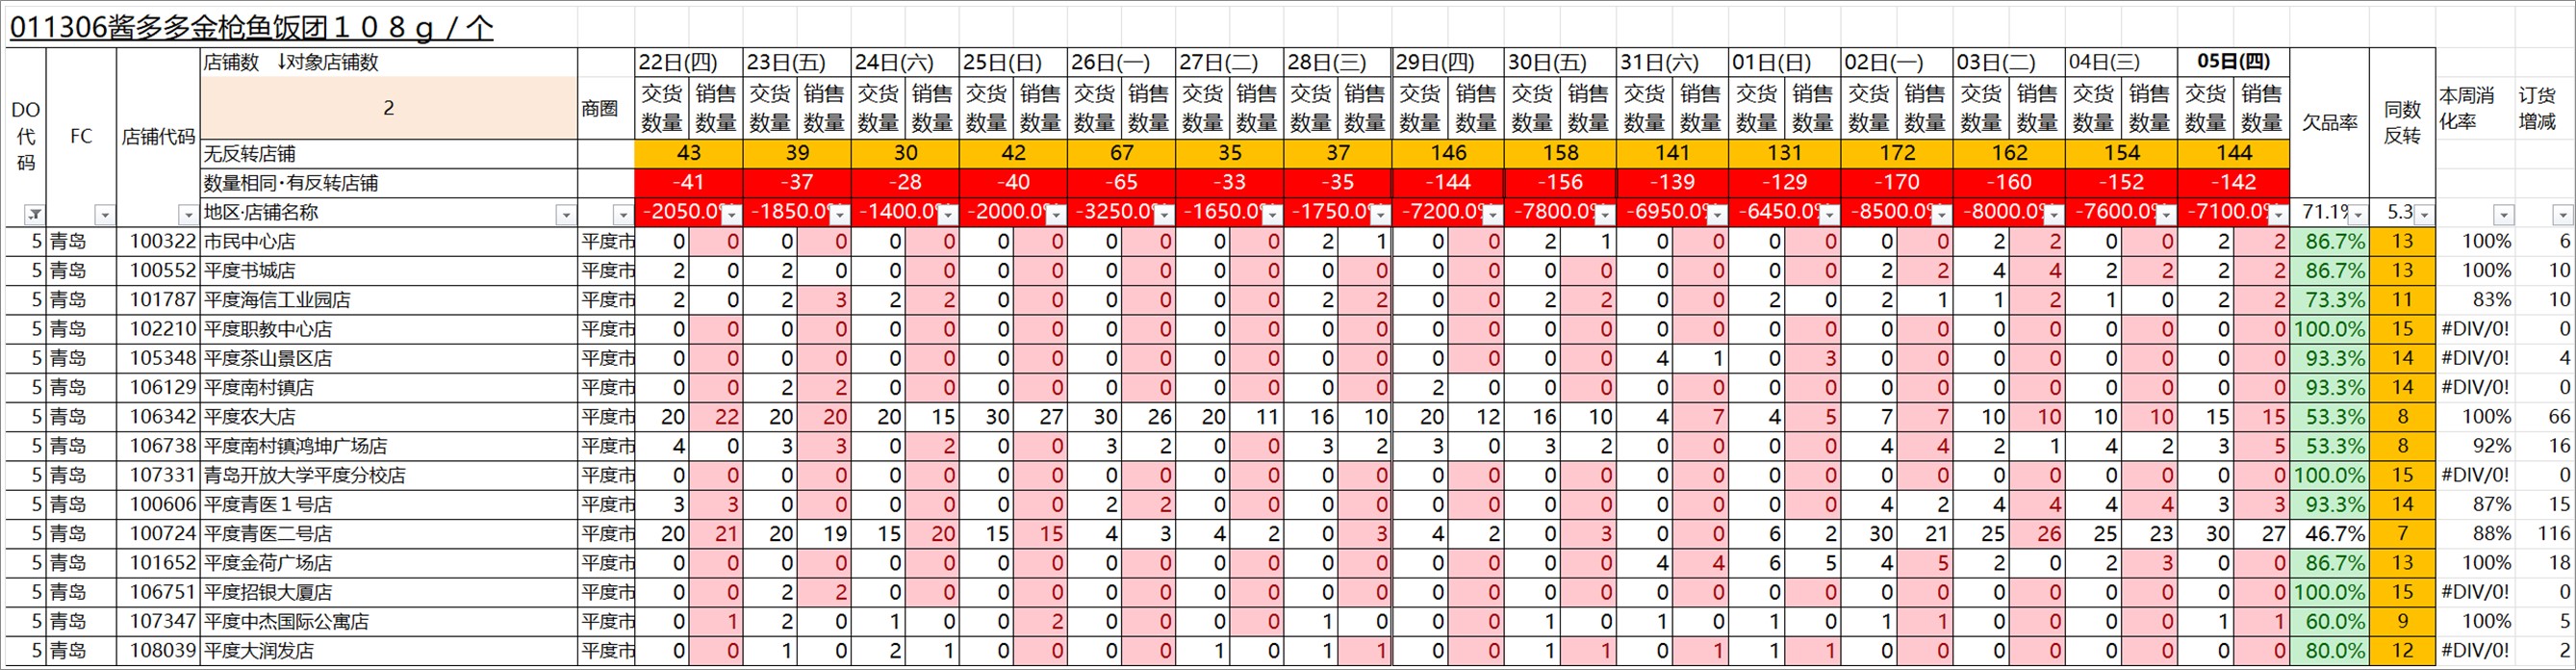 011306酱多多金枪鱼饭团１０８ｇ／个
DO代码 FC 店铺代码 店铺数 ↓对象店铺数 商圈 22日(四) 23日(五) 24日(六) 25日(日) 26日(一) 27日(二) 28日(三) 29日(四) 30日(五) 31日(六) 01日(日) 02日(一) 03日(二) 04日(三) 05日(四) 欠品率 同数反转 本周消化率 订货增减
2 交货数量 销售数量 交货数量 销售数量 交货数量 销售数量 交货数量 销售数量 交货数量 销售数量 交货数量 销售数量 交货数量 销售数量 交货数量 销售数量 交货数量 销售数量 交货数量 销售数量 交货数量 销售数量 交货数量 销售数量 交货数量 销售数量 交货数量 销售数量 交货数量 销售数量
无反转店铺 43 39 30 42 67 35 37 146 158 141 131 172 162 154 144
数量相同·有反转店铺 -41 -37 -28 -40 -65 -33 -35 -144 -156 -139 -129 -170 -160 -152 -142
地区·店铺名称 -2050.0% -1850.0% -1400.0% -2000.0% -3250.0% -1650.0% -1750.0% -7200.0% -7800.0% -6950.0% -6450.0% -8500.0% -8000.0% -7600.0% -7100.0% 71.1% 5.3
5 青岛 100322 市民中心店 平度市 0 0 0 0 0 0 0 0 0 0 0 0 2 1 0 0 2 1 0 0 0 0 0 0 2 2 0 0 2 2 86.7% 13 100% 6
5 青岛 100552 平度书城店 平度市 2 0 2 0 0 0 0 0 0 0 0 0 0 0 0 0 0 0 0 0 0 0 2 2 4 4 2 2 2 2 86.7% 13 100% 10
5 青岛 101787 平度海信工业园店 平度市 2 0 2 3 2 2 0 0 0 0 0 0 2 2 0 0 2 2 0 0 2 0 2 1 1 2 1 0 2 2 73.3% 11 83% 10
5 青岛 102210 平度职教中心店 平度市 0 0 0 0 0 0 0 0 0 0 0 0 0 0 0 0 0 0 0 0 0 0 0 0 0 0 0 0 0 0 100.0% 15 #DIV/0! 0
5 青岛 105348 平度茶山景区店 平度市 0 0 0 0 0 0 0 0 0 0 0 0 0 0 0 0 0 0 4 1 0 3 0 0 0 0 0 0 0 0 93.3% 14 #DIV/0! 4
5 青岛 106129 平度南村镇店 平度市 0 0 2 2 0 0 0 0 0 0 0 0 0 0 2 0 0 0 0 0 0 0 0 0 0 0 0 0 0 0 93.3% 14 #DIV/0! 0
5 青岛 106342 平度农大店 平度市 20 22 20 20 20 15 30 27 30 26 20 11 16 10 20 12 16 10 4 7 4 5 7 7 10 10 10 10 15 15 53.3% 8 100% 66
5 青岛 106738 平度南村镇鸿坤广场店 平度市 4 0 3 3 0 2 0 0 3 2 0 0 3 2 3 0 3 2 0 0 0 0 4 4 2 1 4 2 3 5 53.3% 8 92% 16
5 青岛 107331 青岛开放大学平度分校店 平度市 0 0 0 0 0 0 0 0 0 0 0 0 0 0 0 0 0 0 0 0 0 0 0 0 0 0 0 0 0 0 100.0% 15 #DIV/0! 0
5 青岛 100606 平度青医１号店 平度市 3 3 0 0 0 0 0 0 2 2 0 0 0 0 0 0 0 0 0 0 0 0 4 2 4 4 4 4 3 3 93.3% 14 87% 15
5 青岛 100724 平度青医二号店 平度市 20 21 20 19 15 20 15 15 4 3 4 2 0 3 4 2 0 3 0 0 6 2 30 21 25 26 25 23 30 27 46.7% 7 88% 116
5 青岛 101652 平度金荷广场店 平度市 0 0 0 0 0 0 0 0 0 0 0 0 0 0 0 0 0 0 4 4 6 5 4 5 2 0 2 3 0 0 86.7% 13 100% 18
5 青岛 106751 平度招银大厦店 平度市 0 0 2 2 0 0 0 0 0 0 0 0 0 0 0 0 0 0 0 0 0 0 0 0 0 0 0 0 0 0 100.0% 15 #DIV/0! 0
5 青岛 107347 平度中杰国际公寓店 平度市 0 1 2 0 1 0 0 2 0 0 0 0 1 0 0 0 1 0 1 0 1 0 1 1 0 0 0 0 1 1 60.0% 9 100% 5
5 青岛 108039 平度大润发店 平度市 0 0 1 0 2 1 0 0 0 0 1 0 1 1 0 0 1 1 0 1 1 1 0 0 0 0 0 0 0 0 80.0% 12 #DIV/0! 2